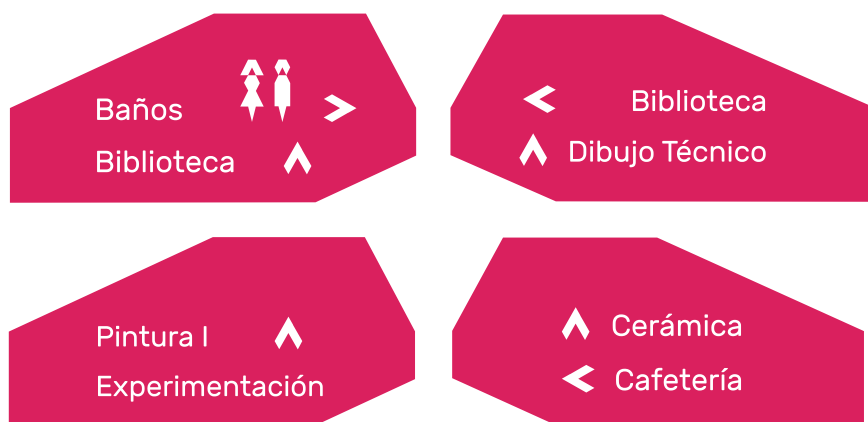 Baños
Biblioteca
Biblioteca
Dibujo Técnico
Pintura I
Experimentación
Cerámica
Cafetería